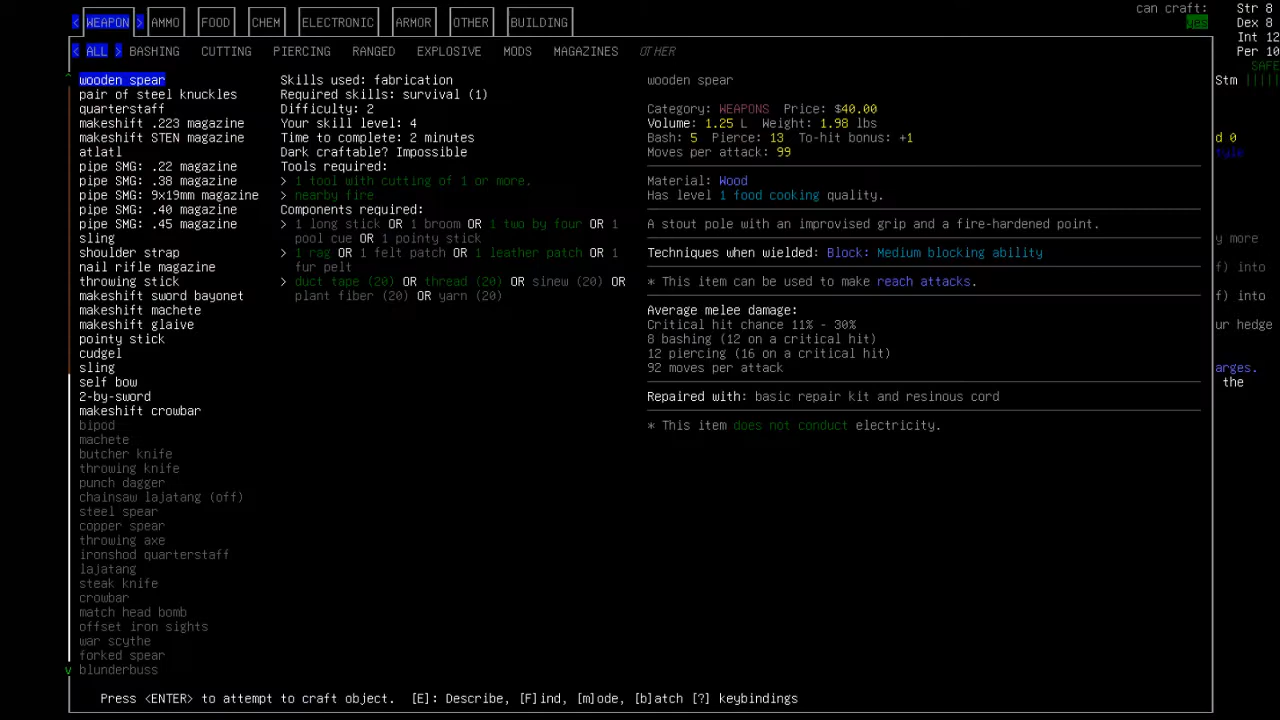 can craft: Str 8
< WEAPON > AMMO FOOD CHEM ELECTRONIC ARMOR OTHER BUILDING yes Dex 8
Int 12
Per 10
< ALL > BASHING CUTTING PIERCING RANGED EXPLOSIVE MODS MAGAZINES OTHER
SAFE
Stm |||||
d 0
tyle
y more
f) into
f) into
ur hedge
arges.
the
^
wooden spear
pair of steel knuckles
quarterstaff
makeshift .223 magazine
makeshift STEN magazine
atlatl
pipe SMG: .22 magazine
pipe SMG: .38 magazine
pipe SMG: 9x19mm magazine
pipe SMG: .40 magazine
pipe SMG: .45 magazine
sling
shoulder strap
nail rifle magazine
throwing stick
makeshift sword bayonet
makeshift machete
makeshift glaive
pointy stick
cudgel
sling
self bow
2-by-sword
makeshift crowbar
bipod
machete
butcher knife
throwing knife
punch dagger
chainsaw lajatang (off)
steel spear
copper spear
throwing axe
ironshod quarterstaff
lajatang
steak knife
crowbar
match head bomb
offset iron sights
war scythe
forked spear
v blunderbuss
Skills used: fabrication
Required skills: survival (1)
Difficulty: 2
Your skill level: 4
Time to complete: 2 minutes
Dark craftable? Impossible
Tools required:
> 1 tool with cutting of 1 or more.
> nearby fire
Components required:
> 1 long stick OR 1 broom OR 1 two by four OR 1
pool cue OR 1 pointy stick
> 1 rag OR 1 felt patch OR 1 leather patch OR 1
fur pelt
> duct tape (20) OR thread (20) OR sinew (20) OR
plant fiber (20) OR yarn (20)
wooden spear
Category: WEAPONS Price: $40.00
Volume: 1.25 L Weight: 1.98 lbs
Bash: 5 Pierce: 13 To-hit bonus: +1
Moves per attack: 99
Material: Wood
Has level 1 food cooking quality.
A stout pole with an improvised grip and a fire-hardened point.
Techniques when wielded: Block: Medium blocking ability
* This item can be used to make reach attacks.
Average melee damage:
Critical hit chance 11% - 30%
8 bashing (12 on a critical hit)
12 piercing (16 on a critical hit)
92 moves per attack
Repaired with: basic repair kit and resinous cord
* This item does not conduct electricity.
Press <ENTER> to attempt to craft object. [E]: Describe, [F]ind, [m]ode, [b]atch [?] keybindings